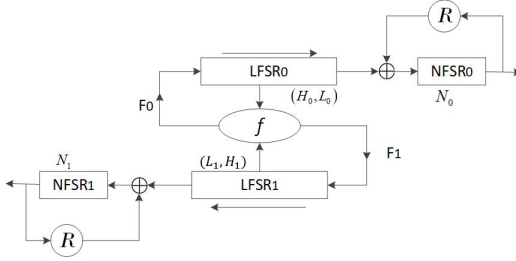 R
LFSR0
NFSR0
(H₀,L₀)
N₀
F0
f
F1
(L₁,H₁)
N₁
NFSR1
LFSR1
R